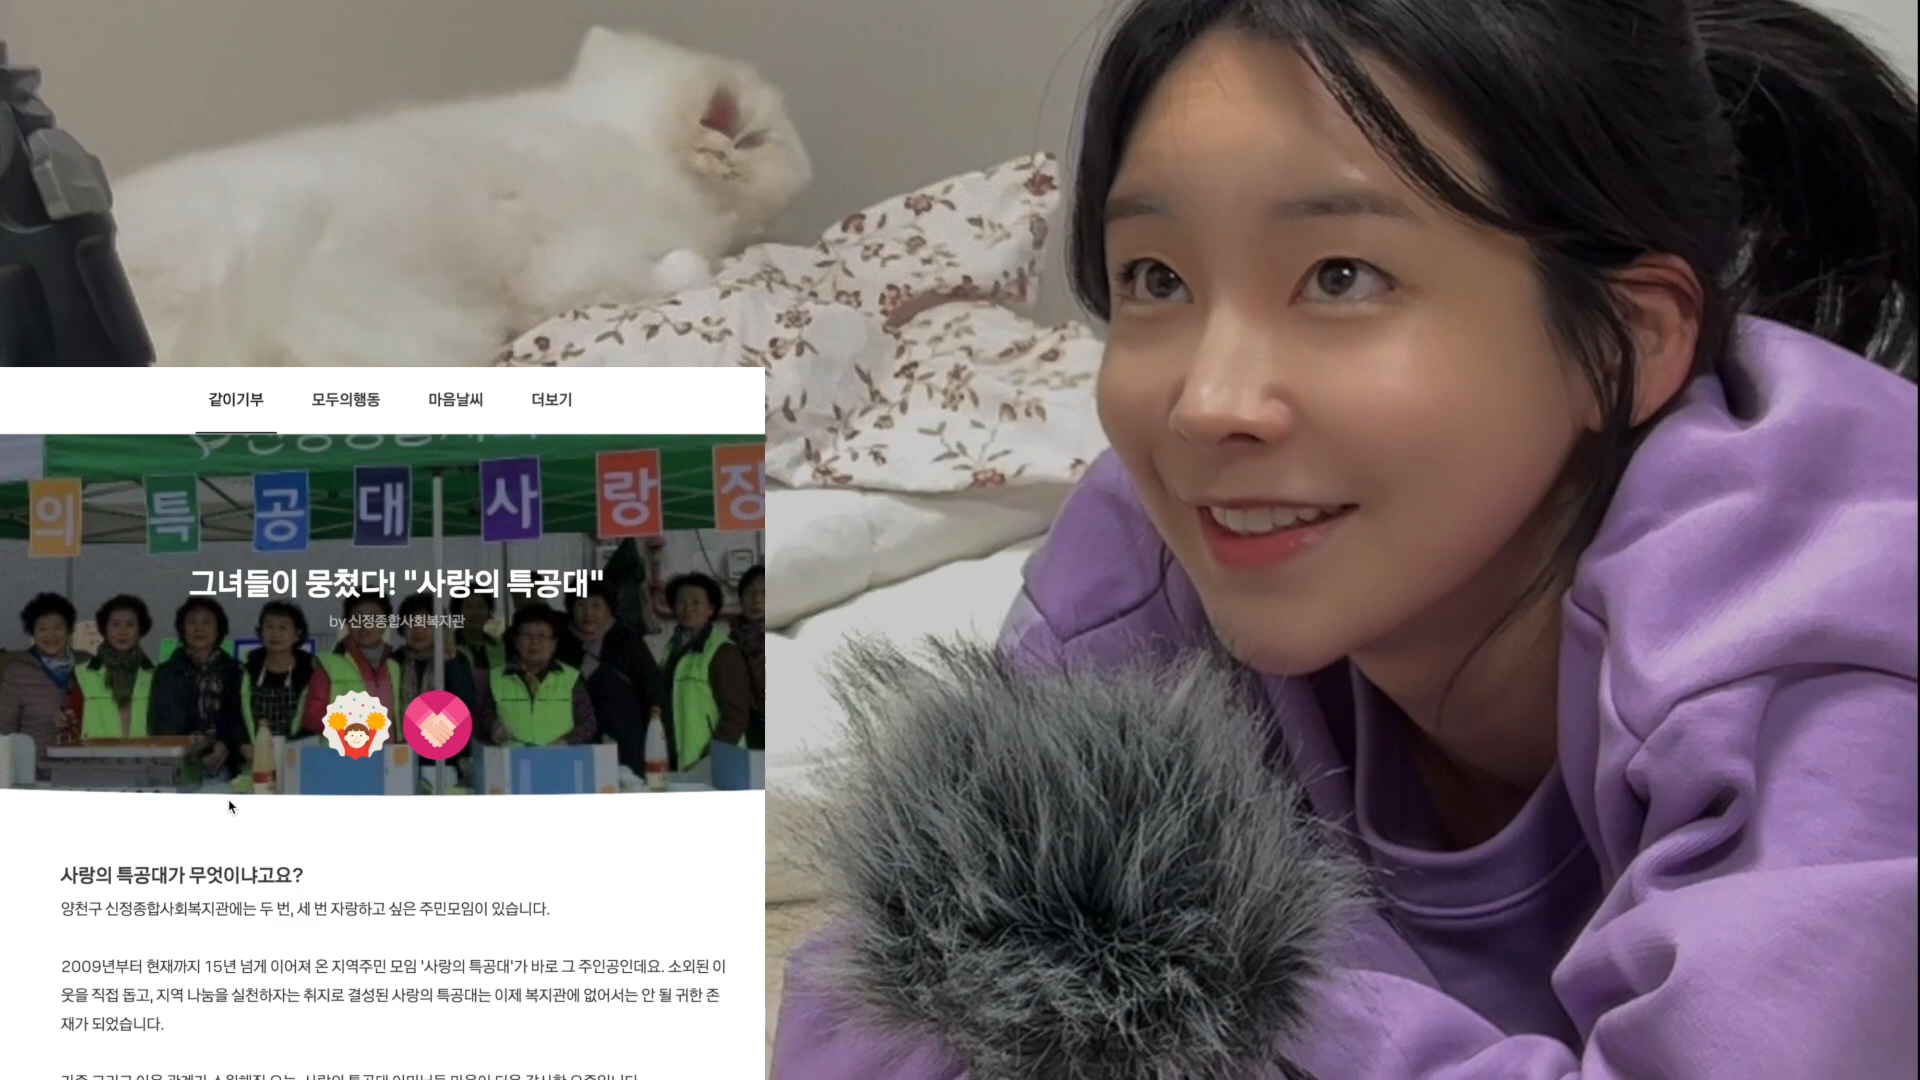 같이기부 모두의행동 마음날씨 더보기
의 특 공 대 사 랑 장
그녀들이 뭉쳤다! "사랑의 특공대"
by 신정종합사회복지관
사랑의 특공대가 무엇이냐고요?
양천구 신정종합사회복지관에는 두 번, 세 번 자랑하고 싶은 주민모임이 있습니다.
2009년부터 현재까지 15년 넘게 이어져 온 지역주민 모임 '사랑의 특공대'가 바로 그 주인공인데요. 소외된 이
웃을 직접 돕고, 지역 나눔을 실천하자는 취지로 결성된 사랑의 특공대는 이제 복지관에 없어서는 안 될 귀한 존
재가 되었습니다.